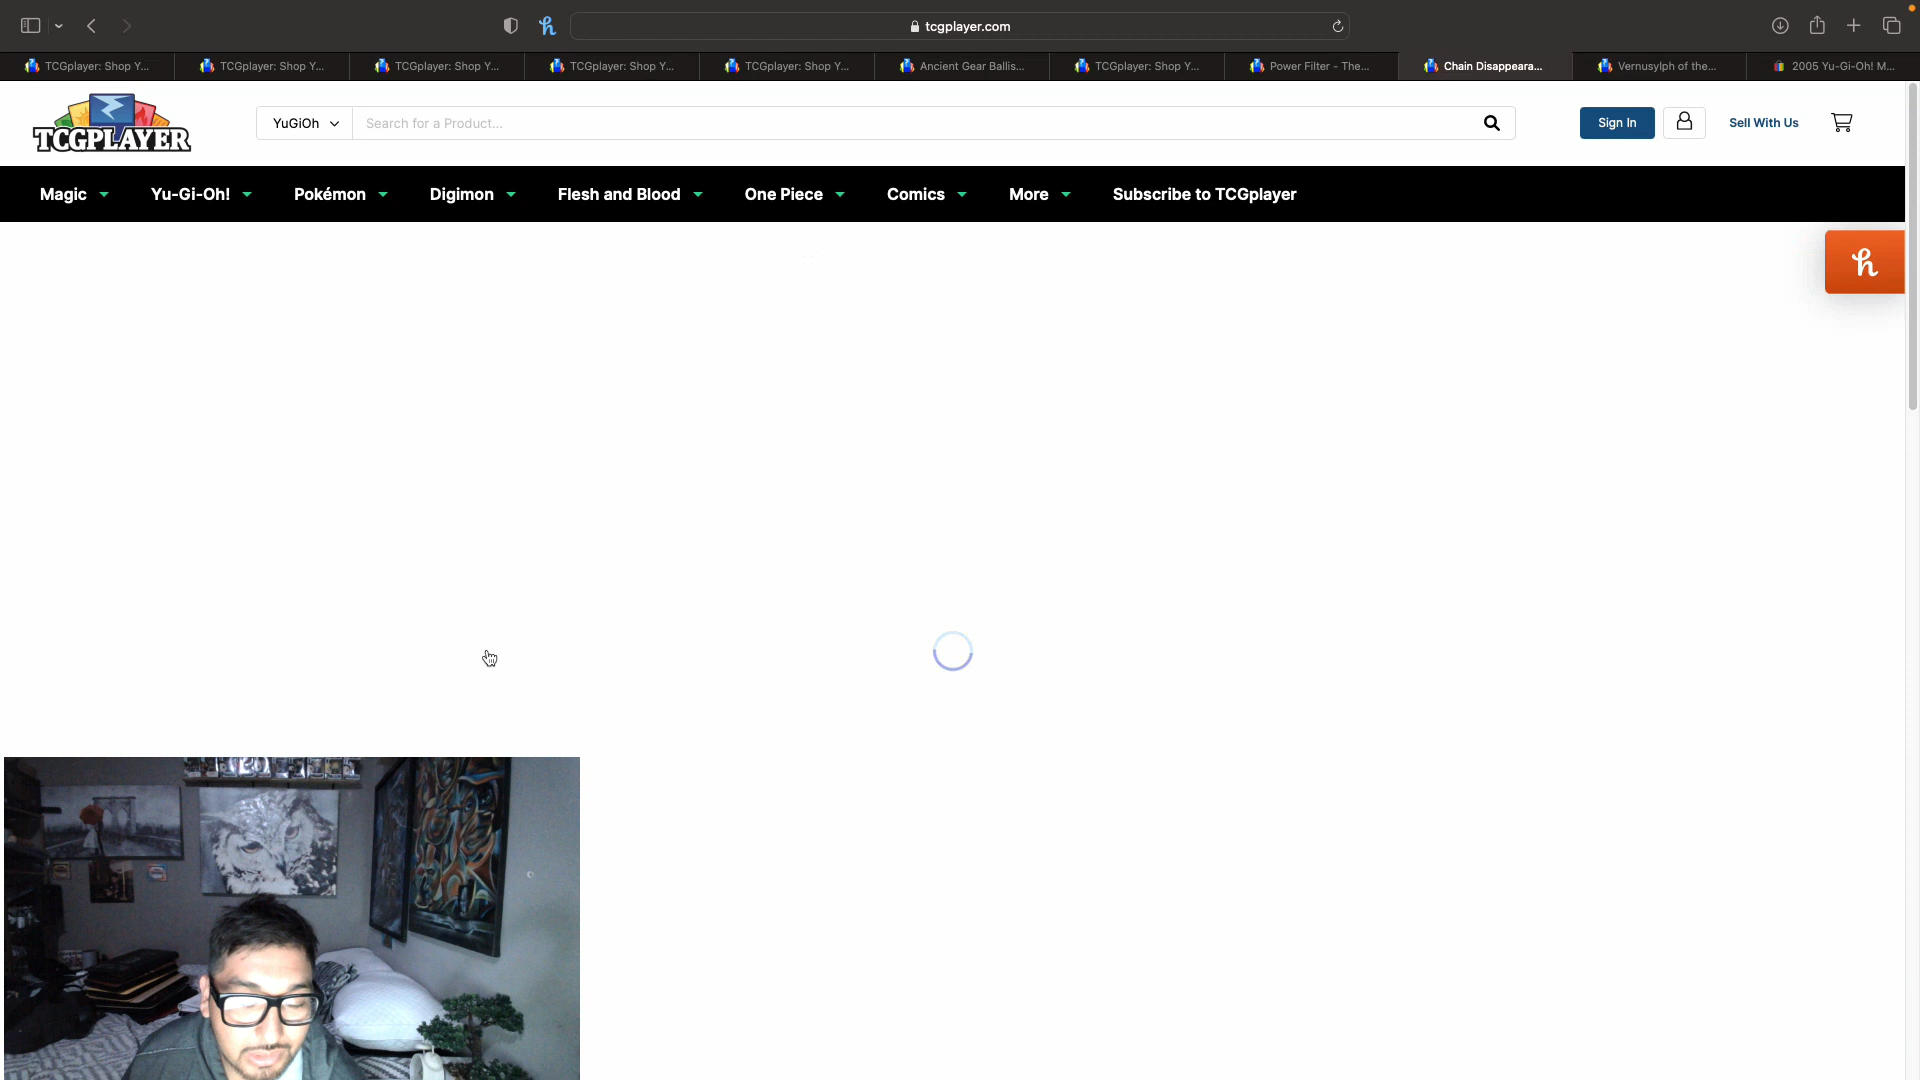 tcgplayer.com
TCGplayer: Shop Y...
TCGplayer: Shop Y...
TCGplayer: Shop Y...
TCGplayer: Shop Y...
TCGplayer: Shop Y...
Ancient Gear Ballis...
TCGplayer: Shop Y...
Power Filter - The...
Chain Disappeara...
Vernusylph of the...
2005 Yu-Gi-Oh! M...
TCGPLAYER
YuGiOh
Search for a Product...
Sign In
Sell With Us
Magic
Yu-Gi-Oh!
Pokémon
Digimon
Flesh and Blood
One Piece
Comics
More
Subscribe to TCGplayer